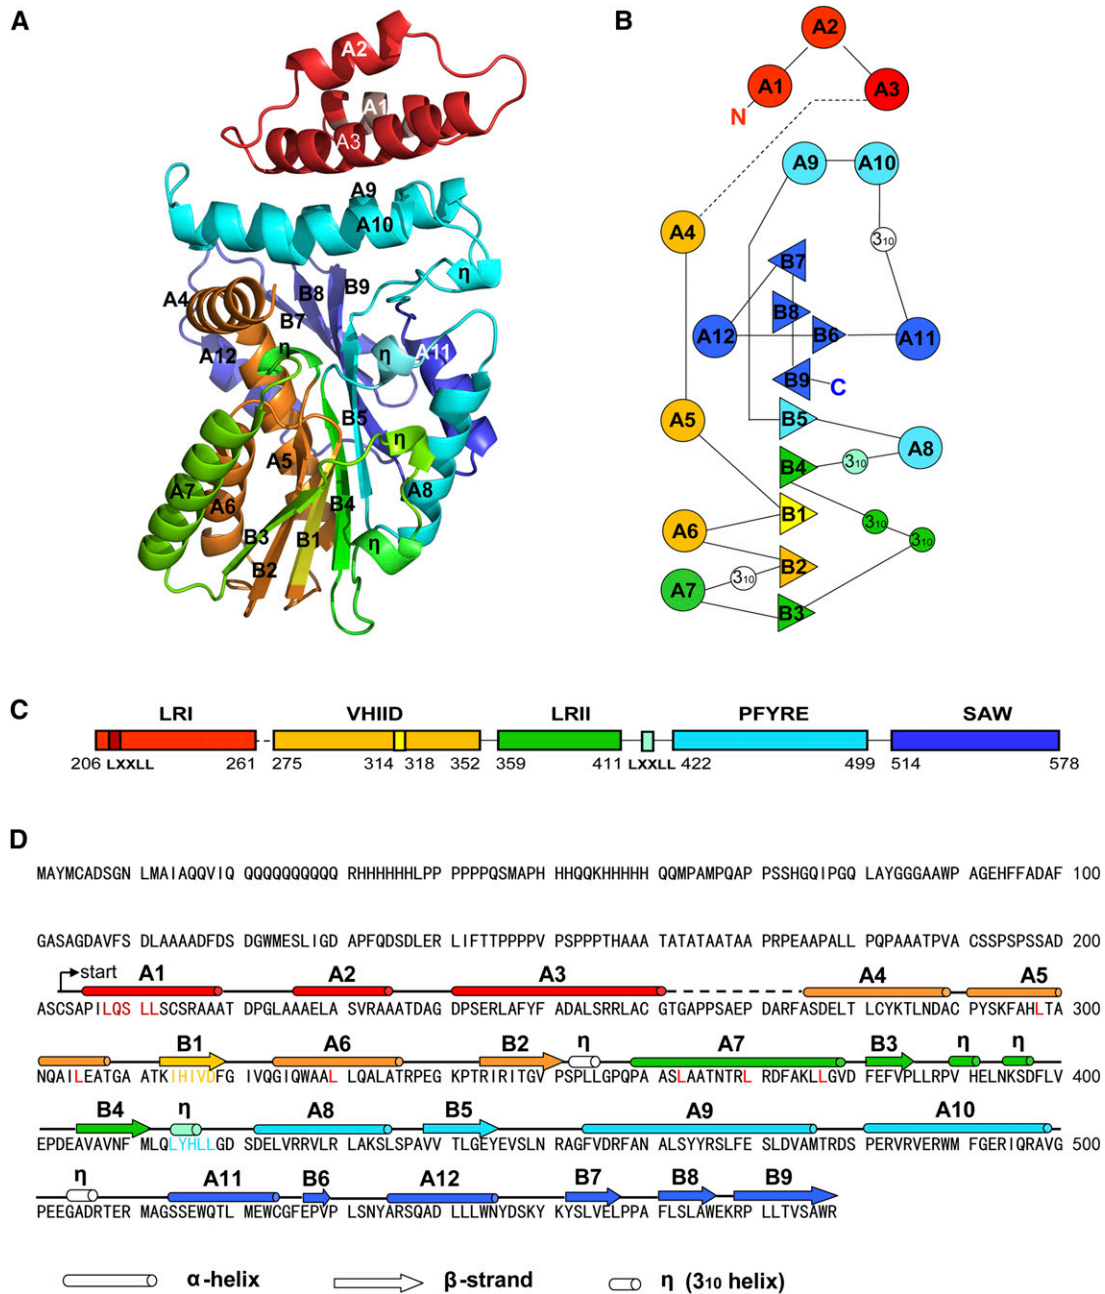 A
B
A2
A1
A3
A9
A10
η
B8
B9
A4
B7
A12
η
η
A11
B5
A5
A7
A6
A8
B4
B3
B1
η
B2
A2
A1
A3
N
A9
A10
A4
3₁₀
B7
B8
A12
B6
A11
B9
C
A5
B5
A8
B4
3₁₀
B1
3₁₀
A6
3₁₀
B2
3₁₀
A7
B3
C
LRI VHIID LRII PFYRE SAW
206 LXXLL 261 275 314 318 352 359 411 LXXLL 422 499 514 578
D
MAYMCADSGN LMAIAQQVIQ QQQQQQQQQQ RHHHHHHLPP PPPPPQSMAPH HHQQKHHHHH QQMPAMPQAP PSSHGQIPGQ LAYGGGAAWP AGEHFFADAF 100
GASAGDAVFS DLAAAADFDS DGWMESLIGD APFQDSDLER LIFTTPPPPV PSPPPTHAAA TATATAATAA PRPEAAPALL PQPAAATPVA CSSPSPSSAD 200
start A1 A2 A3 A4 A5
ASCSAPILQS LLSCSRAAAT DPGLAAAELA SVRAAATDAG DPSERLAFYF ADALSRRLAC GTGAPPSAEP DARFASDELT LCYKTLNDAC PYSKFAHLTA 300
B1 A6 B2 A7 B3 η η
NQAILEATGA ATKIHIVDFG IVQGIQWAAL LQALATRPEG KPTRIRITGV PSPLLGPQPA ASLAATNTRL RDFAKLLGVD FEFVPLLRPV HELNKSDFLV 400
B4 η A8 B5 A9 A10
EPDEAVAVNF MLQLYHLLGD SDELVRRVLR LAKSLSPAVV TLGEYEVSLN RAGFVDRFAN ALSYYRSLFE SLDVAMTRDS PERVRVERWM FGERIQRAVG 500
η A11 B6 A12 B7 B8 B9
PEEGADRTER MAGSSEWQTL MEWCGFEPVP LSNYARSQAD LLLWNYDSKY KYSLVELPPA FLSLAWEKRP LLTVSAWR
α-helix β-strand η (3₁₀ helix)